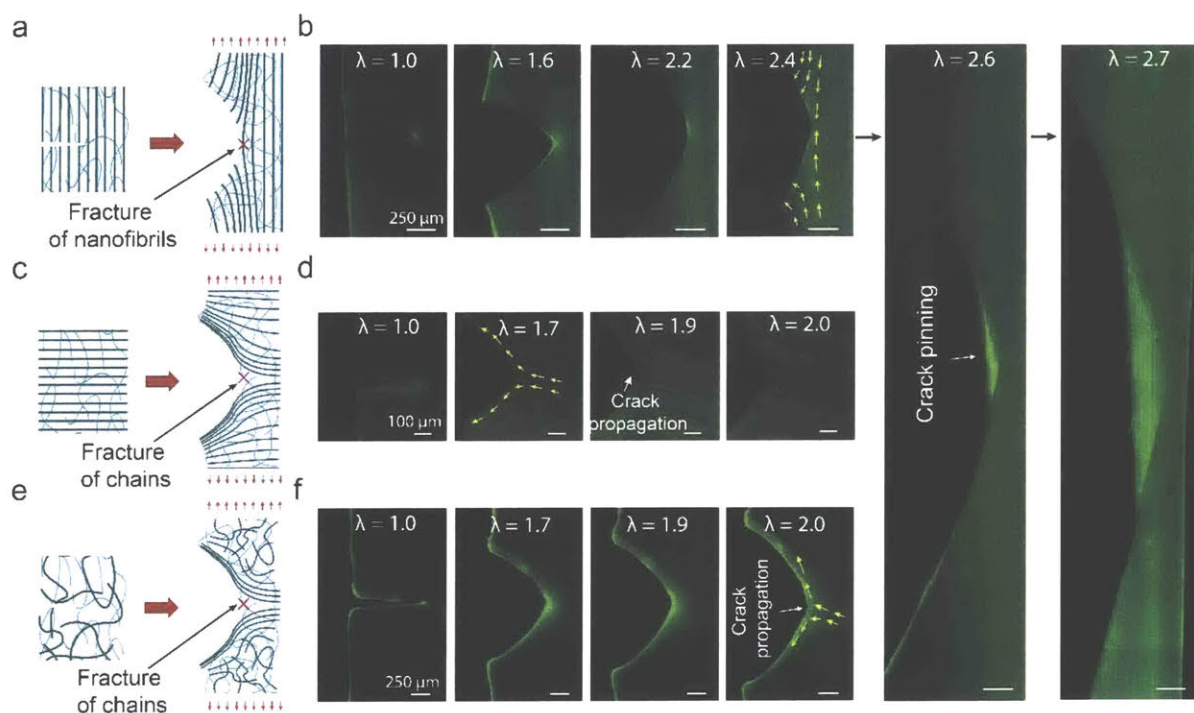 a
Fracture
of nanofibrils
b
λ = 1.0
250 µm
λ = 1.6
λ = 2.2
λ = 2.4
λ = 2.6
Crack pinning
λ = 2.7
c
Fracture
of chains
d
λ = 1.0
100 µm
λ = 1.7
λ = 1.9
Crack
propagation
λ = 2.0
e
Fracture
of chains
f
λ = 1.0
250 µm
λ = 1.7
λ = 1.9
λ = 2.0
Crack
propagation